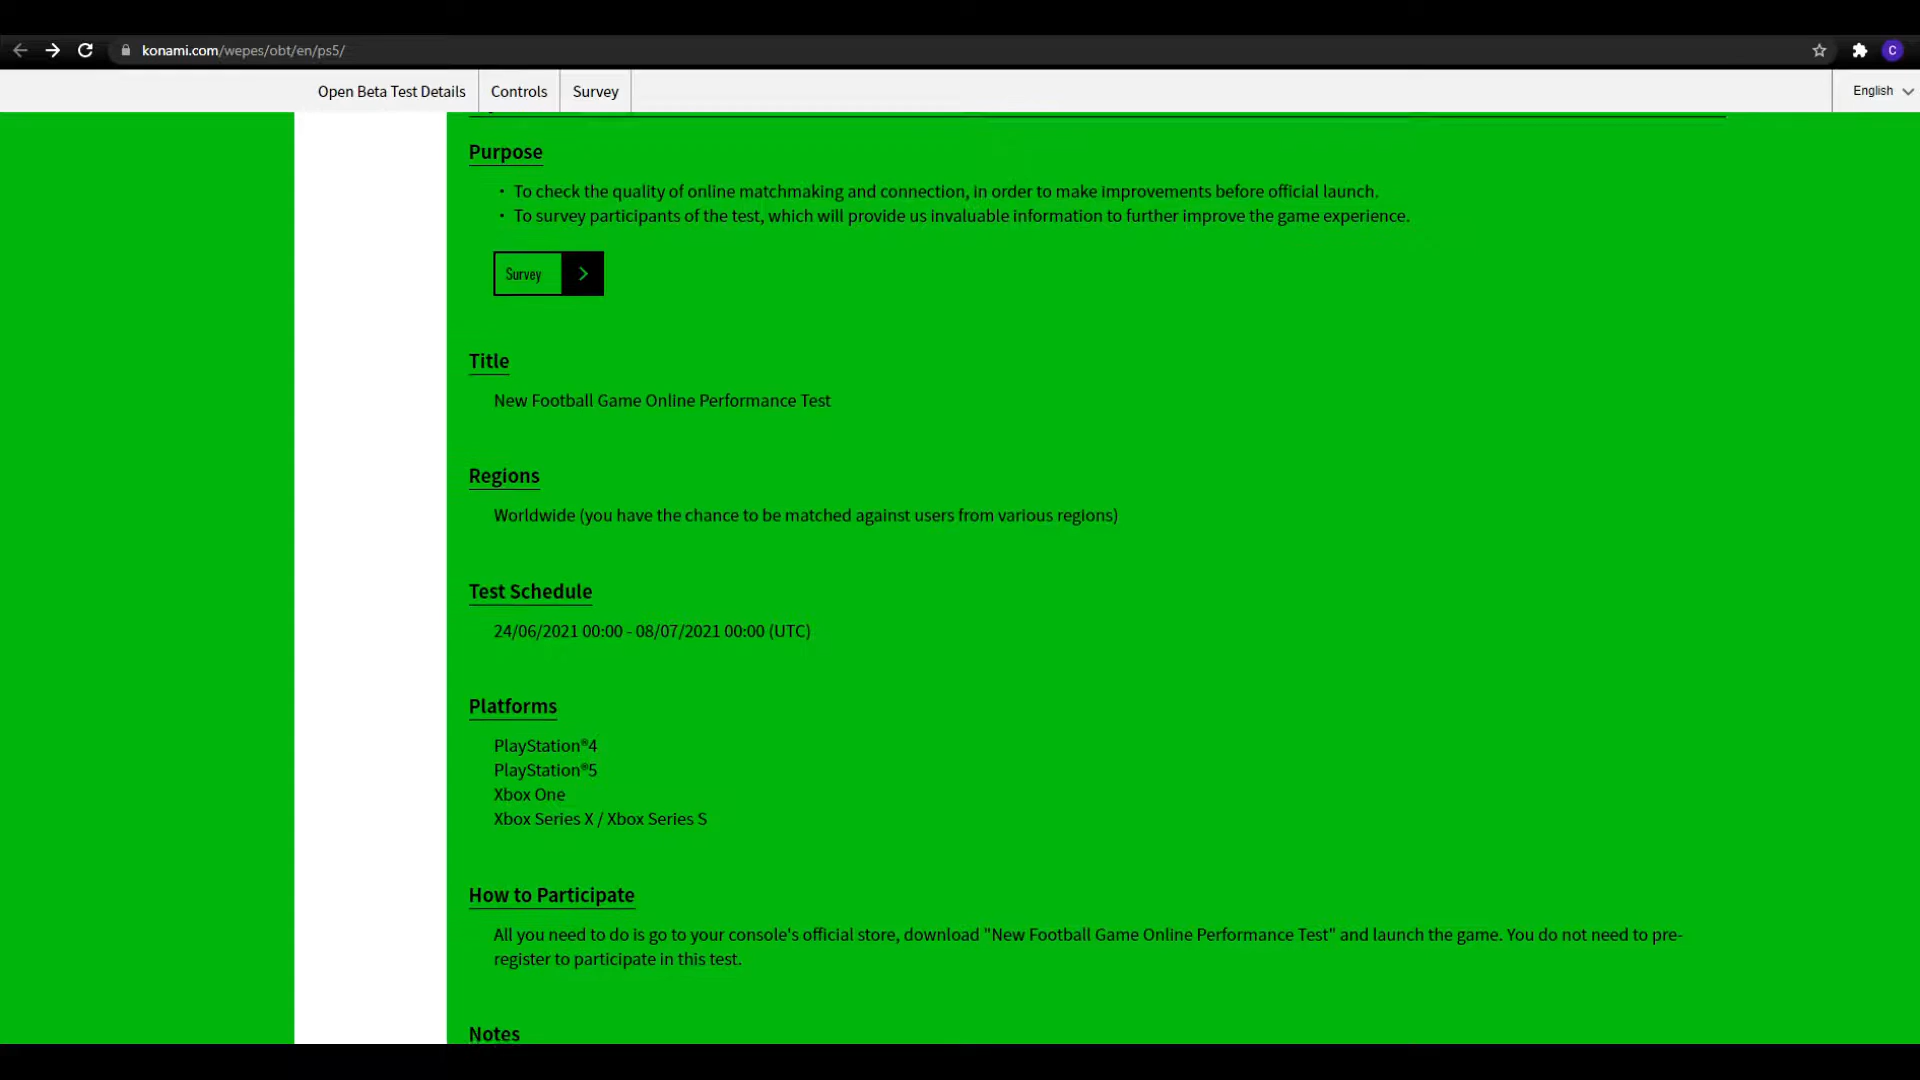 konami.com/wepes/obt/en/ps5/
C
Open Beta Test Details
Controls
Survey
English
Purpose
・ To check the quality of online matchmaking and connection, in order to make improvements before official launch.
・ To survey participants of the test, which will provide us invaluable information to further improve the game experience.
Survey
Title
New Football Game Online Performance Test
Regions
Worldwide (you have the chance to be matched against users from various regions)
Test Schedule
24/06/2021 00:00 - 08/07/2021 00:00 (UTC)
Platforms
PlayStation®4
PlayStation®5
Xbox One
Xbox Series X / Xbox Series S
How to Participate
All you need to do is go to your console's official store, download "New Football Game Online Performance Test" and launch the game. You do not need to pre-
register to participate in this test.
Notes